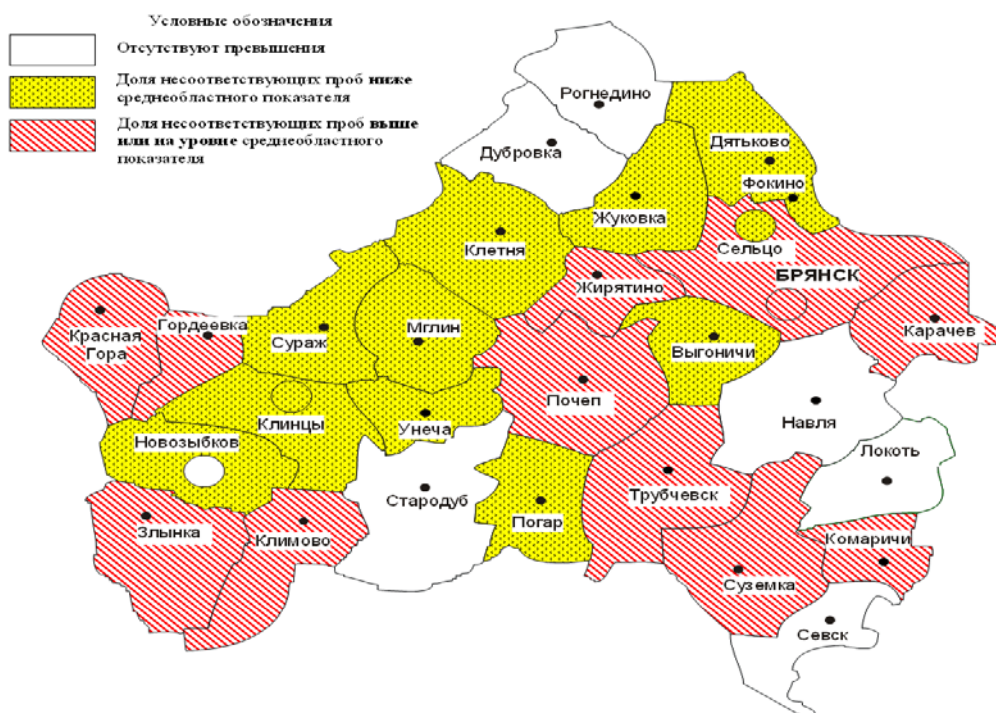 Условные обозначения
Отсутствуют превышения
Доля несоответствующих проб ниже
среднеобластного показателя
Доля несоответствующих проб выше
или на уровне среднеобластного
показателя
Рогнедино
Дубровка
Дятьково
Фокино
Жуковка
Клетня
Сельцо
БРЯНСК
Жирятино
Карачев
Красная
Гора
Гордеевка
Сураж
Мглин
Выгоничи
Почеп
Навля
Клинцы
Унеча
Новозыбков
Локоть
Стародуб
Погар
Трубчевск
Злынка
Климово
Комаричи
Суземка
Севск